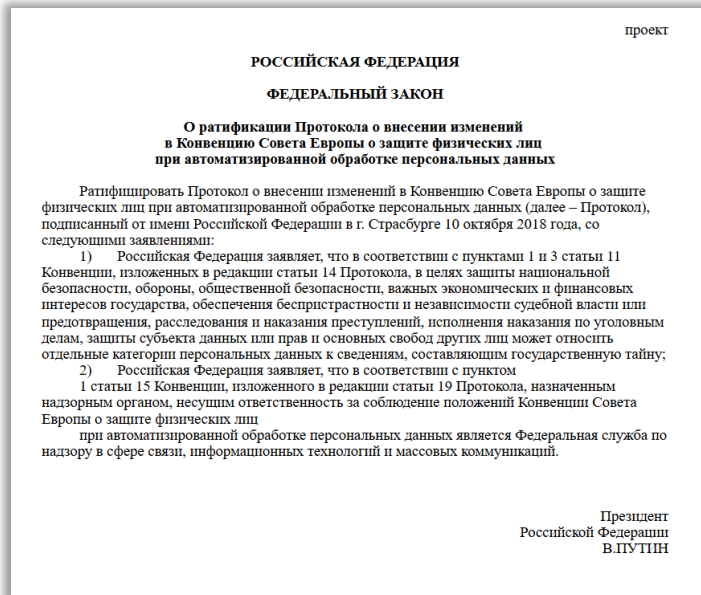 проект
РОССИЙСКАЯ ФЕДЕРАЦИЯ
ФЕДЕРАЛЬНЫЙ ЗАКОН
О ратификации Протокола о внесении изменений
в Конвенцию Совета Европы о защите физических лиц
при автоматизированной обработке персональных данных
Ратифицировать Протокол о внесении изменений в Конвенцию Совета Европы о защите
физических лиц при автоматизированной обработке персональных данных (далее – Протокол),
подписанный от имени Российской Федерации в г. Страсбурге 10 октября 2018 года, со
следующими заявлениями:
1) Российская Федерация заявляет, что в соответствии с пунктами 1 и 3 статьи 11
Конвенции, изложенных в редакции статьи 14 Протокола, в целях защиты национальной
безопасности, обороны, общественной безопасности, важных экономических и финансовых
интересов государства, обеспечения беспристрастности и независимости судебной власти или
предотвращения, расследования и наказания преступлений, исполнения наказания по уголовным
делам, защиты субъекта данных или прав и основных свобод других лиц может относить
отдельные категории персональных данных к сведениям, составляющим государственную тайну;
2) Российская Федерация заявляет, что в соответствии с пунктом
1 статьи 15 Конвенции, изложенного в редакции статьи 19 Протокола, назначенным
надзорным органом, несущим ответственность за соблюдение положений Конвенции Совета
Европы о защите физических лиц
при автоматизированной обработке персональных данных является Федеральная служба по
надзору в сфере связи, информационных технологий и массовых коммуникаций.
Президент
Российской Федерации
В.ПУТИН